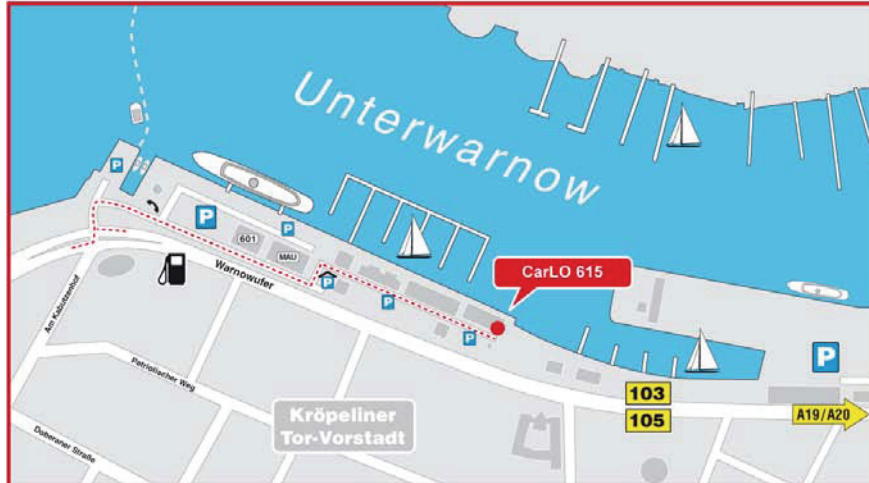 Unterwarnow
P
P
P
601
MAU
Warnowufer
P
P
P
CarLO 615
P
Am Kabutzenhof
Patriotischer Weg
Doberaner Straße
Kröpeliner
Tor-Vorstadt
103
105
A19/A20